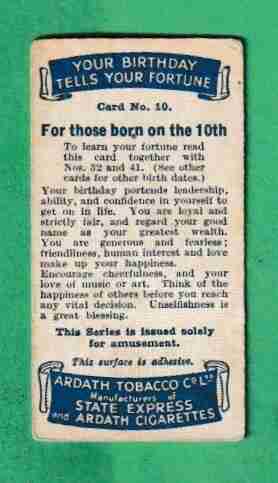 YOUR BIRTHDAY
TELLS YOUR FORTUNE
Card No. 10.
For those born on the 10th
To learn your fortune read
this card together with
Nos. 32 and 41. (See other
cards for other birth dates.)
Your birthday portends leadership,
ability, and confidence in yourself to
get on in life. You are loyal and
strictly fair, and regard your good
name as your greatest wealth.
You are generous and fearless;
friendliness, human interest and love
make up your happiness.
Encourage cheerfulness, and your
love of music or art. Think of the
happiness of others before you reach
any vital decision. Unselfishness is
a great blessing.
This Series is issued solely
for amusement.
This surface is adhesive.
ARDATH TOBACCO Co LTD
Manufacturers of
STATE EXPRESS
and ARDATH CIGARETTES